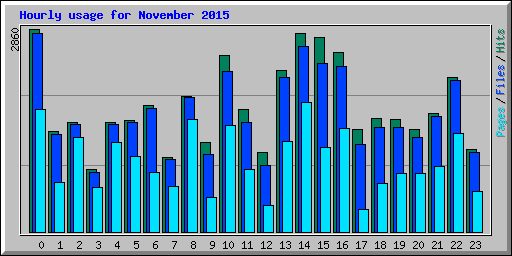 Hourly usage for November 2015
2860
Pages / Files / Hits
0 1 2 3 4 5 6 7 8 9 10 11 12 13 14 15 16 17 18 19 20 21 22 23